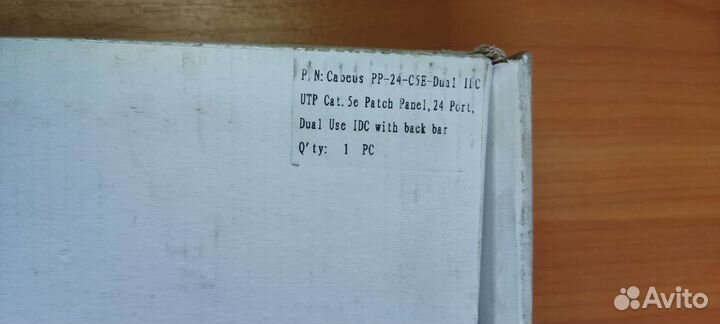 P/N: Cabeus PP-24-C5E-Dual IDC
UTP Cat.5e Patch Panel, 24 Port,
Dual Use IDC with back bar
Q'ty: 1 PC
Avito